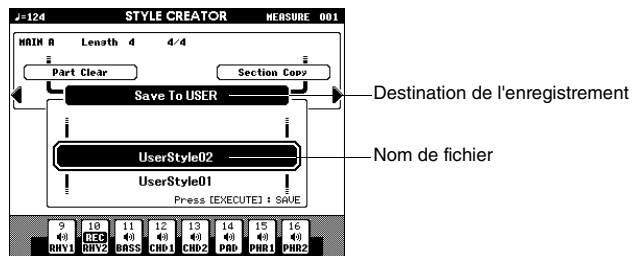 ♩=124 STYLE CREATOR MEASURE 001
MAIN A Length 4 4/4
Part Clear Section Copy
Save To USER Destination de l'enregistrement
UserStyle02 Nom de fichier
UserStyle01
Press [EXECUTE] : SAVE
9 10 11 12 13 14 15 16
REC
RHY1 RHY2 BASS CHD1 CHD2 PAD PHR1 PHR2